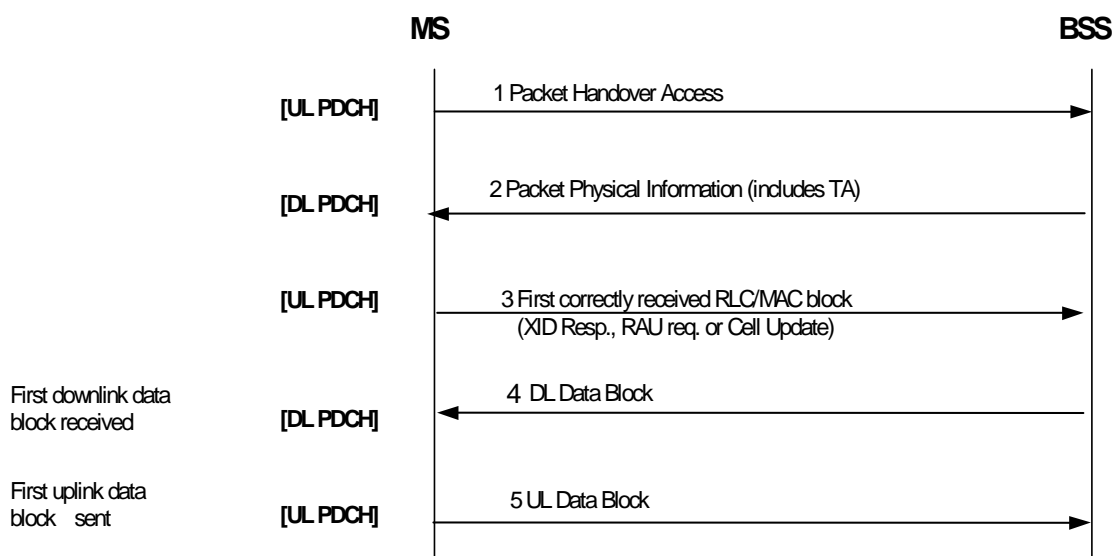 MS
BSS
[UL PDCH]
1 Packet Handover Access
[DL PDCH]
2 Packet Physical Information (includes TA)
[UL PDCH]
3 First correctly received RLC/MAC block
(XID Resp., RAU req. or Cell Update)
First downlink data
block received
[DL PDCH]
4 DL Data Block
First uplink data
block sent
[UL PDCH]
5 UL Data Block